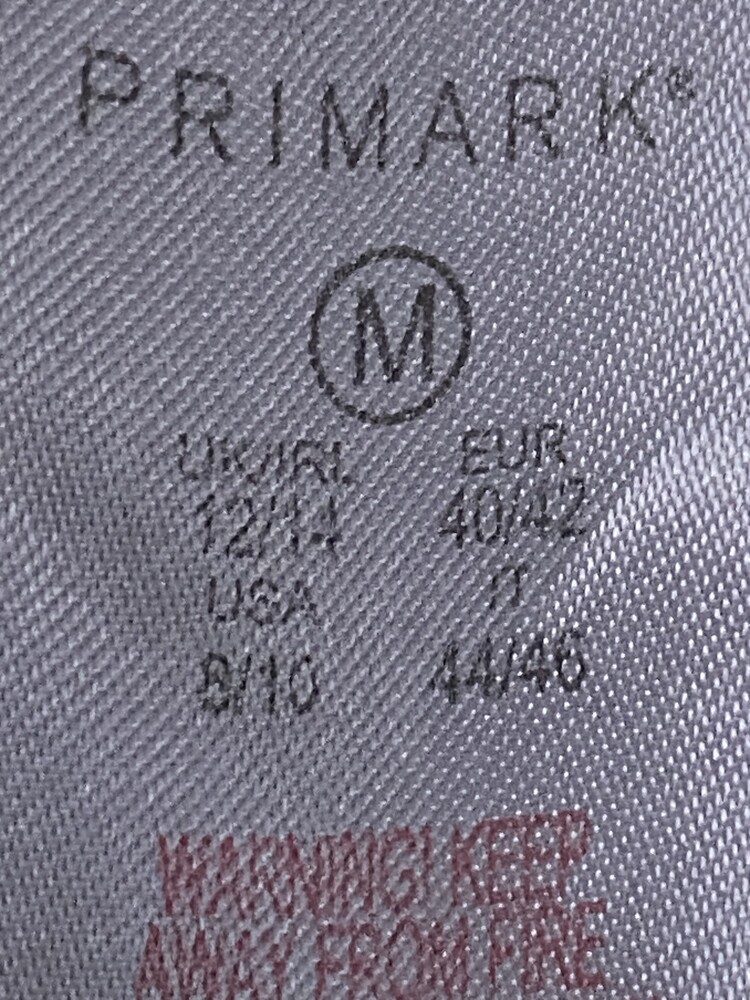 PRIMARK®
M
UK/IRL EUR
12/14 40/42
USA IT
8/10 44/46
WARNING! KEEP
AWAY FROM FIRE